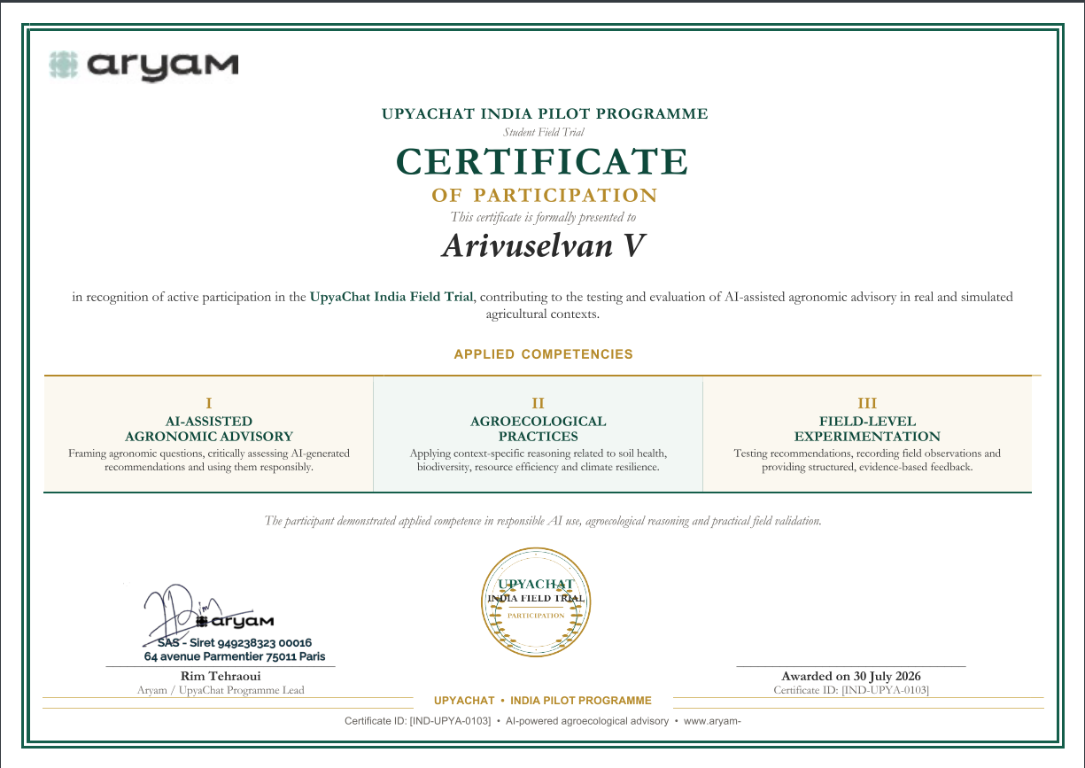 aryam
UPYACHAT INDIA PILOT PROGRAMME
Student Field Trial
CERTIFICATE
OF PARTICIPATION
This certificate is formally presented to
Arivuselvan V
in recognition of active participation in the UpyaChat India Field Trial, contributing to the testing and evaluation of AI-assisted agronomic advisory in real and simulated
agricultural contexts.
APPLIED COMPETENCIES
I
AI-ASSISTED
AGRONOMIC ADVISORY
Framing agronomic questions, critically assessing AI-generated
recommendations and using them responsibly.
II
AGROECOLOGICAL
PRACTICES
Applying context-specific reasoning related to soil health,
biodiversity, resource efficiency and climate resilience.
III
FIELD-LEVEL
EXPERIMENTATION
Testing recommendations, recording field observations and
providing structured, evidence-based feedback.
The participant demonstrated applied competence in responsible AI use, agroecological reasoning and practical field validation.
aryam
SAS - Siret 949238323 00016
64 avenue Parmentier 75011 Paris
Rim Tehraoui
Aryam / UpyaChat Programme Lead
UPYACHAT
INDIA FIELD TRIAL
PARTICIPATION
Awarded on 30 July 2026
Certificate ID: [IND-UPYA-0103]
UPYACHAT • INDIA PILOT PROGRAMME
Certificate ID: [IND-UPYA-0103] • AI-powered agroecological advisory • www.aryam-